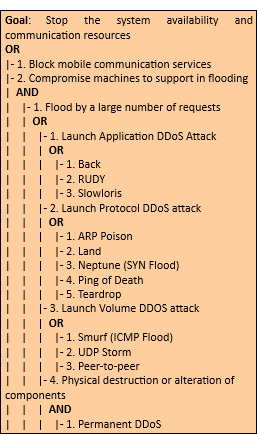 Goal: Stop the system availability and
communication resources
OR
|- 1. Block mobile communication services
|- 2. Compromise machines to support in flooding
| AND
| |- 1. Flood by a large number of requests
| | OR
| | |- 1. Launch Application DDoS Attack
| | | OR
| | | |- 1. Back
| | | |- 2. RUDY
| | | |- 3. Slowloris
| | |- 2. Launch Protocol DDoS attack
| | | OR
| | | |- 1. ARP Poison
| | | |- 2. Land
| | | |- 3. Neptune (SYN Flood)
| | | |- 4. Ping of Death
| | | |- 5. Teardrop
| | |- 3. Launch Volume DDOS attack
| | | OR
| | | |- 1. Smurf (ICMP Flood)
| | | |- 2. UDP Storm
| | | |- 3. Peer-to-peer
| | |- 4. Physical destruction or alteration of
components
| | | AND
| | | |- 1. Permanent DDoS